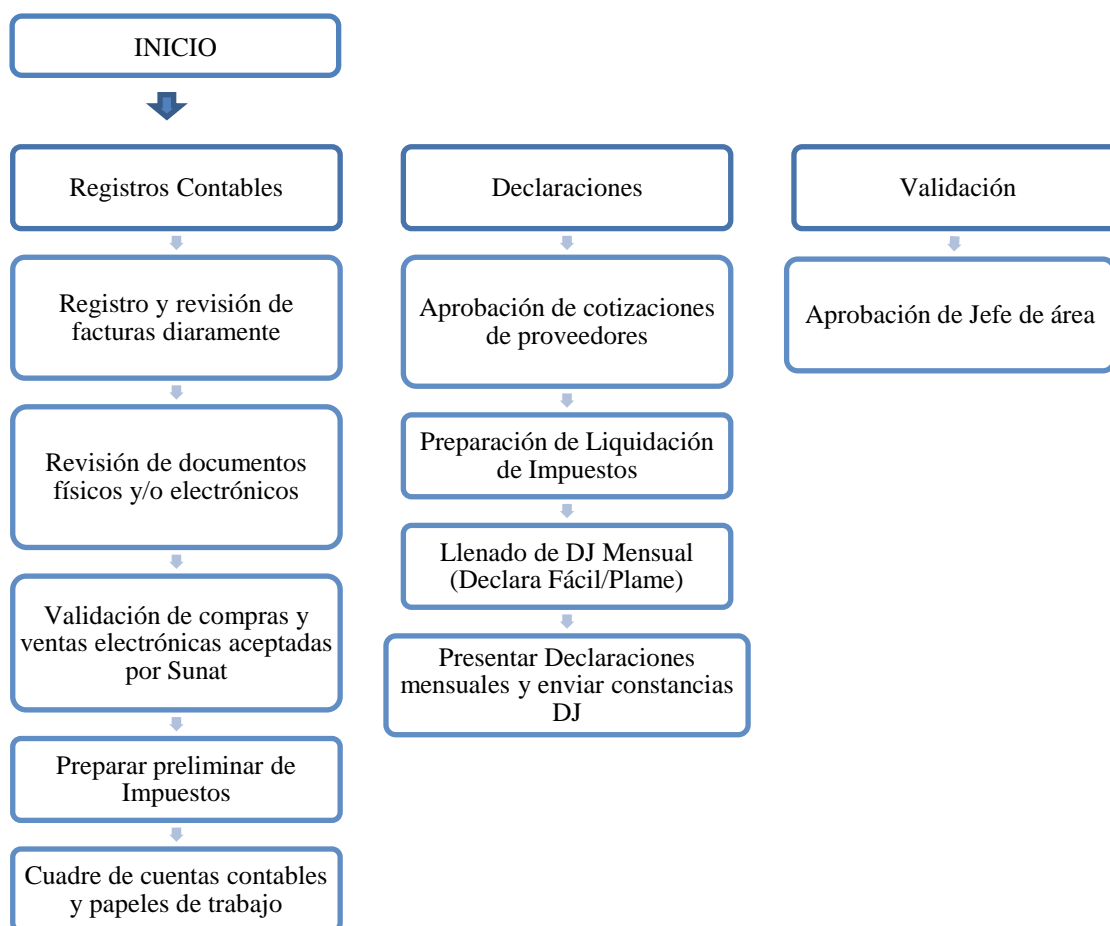 INICIO
Registros Contables
Registro y revisión de
facturas diaramente
Revisión de documentos
físicos y/o electrónicos
Validación de compras y
ventas electrónicas aceptadas
por Sunat
Preparar preliminar de
Impuestos
Cuadre de cuentas contables
y papeles de trabajo
Declaraciones
Aprobación de cotizaciones
de proveedores
Preparación de Liquidación
de Impuestos
Llenado de DJ Mensual
(Declara Fácil/Plame)
Presentar Declaraciones
mensuales y enviar constancias
DJ
Validación
Aprobación de Jefe de área